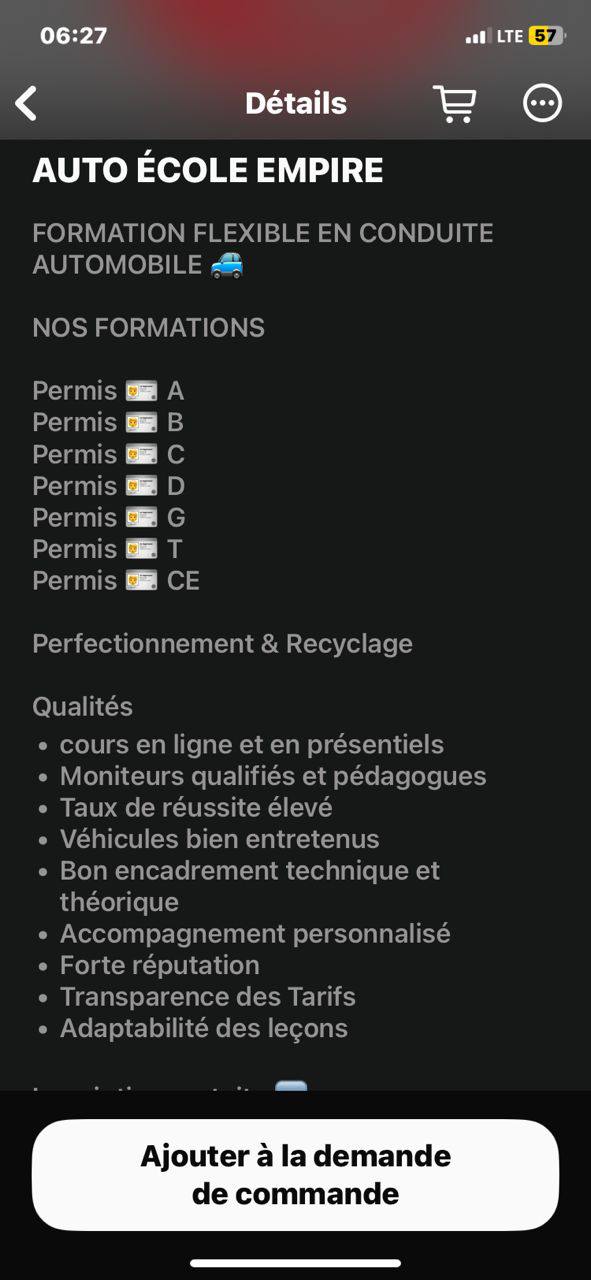 06:27
LTE 57
Détails
AUTO ÉCOLE EMPIRE
FORMATION FLEXIBLE EN CONDUITE
AUTOMOBILE 🚙
NOS FORMATIONS
Permis 🪪 A
Permis 🪪 B
Permis 🪪 C
Permis 🪪 D
Permis 🪪 G
Permis 🪪 T
Permis 🪪 CE
Perfectionnement & Recyclage
Qualités
• cours en ligne et en présentiels
• Moniteurs qualifiés et pédagogues
• Taux de réussite élevé
• Véhicules bien entretenus
• Bon encadrement technique et
théorique
• Accompagnement personnalisé
• Forte réputation
• Transparence des Tarifs
• Adaptabilité des leçons
Ajouter à la demande
de commande